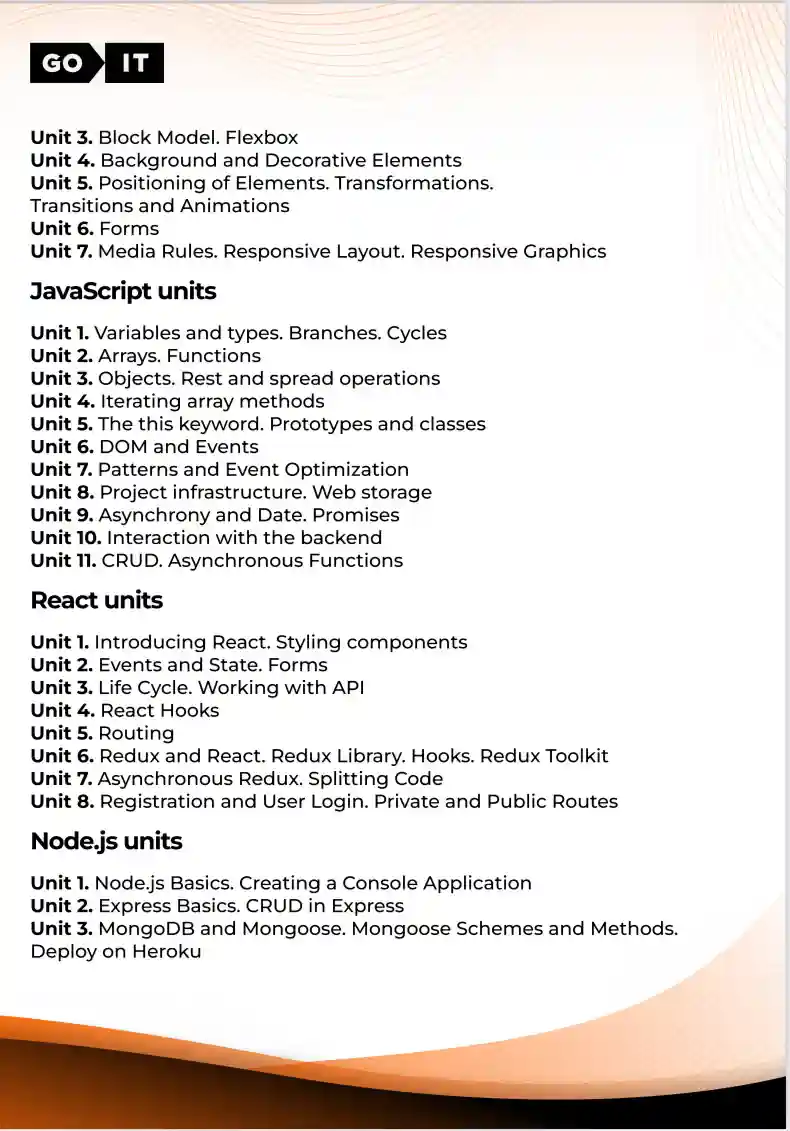 GO IT
Unit 3. Block Model. Flexbox
Unit 4. Background and Decorative Elements
Unit 5. Positioning of Elements. Transformations.
Transitions and Animations
Unit 6. Forms
Unit 7. Media Rules. Responsive Layout. Responsive Graphics
JavaScript units
Unit 1. Variables and types. Branches. Cycles
Unit 2. Arrays. Functions
Unit 3. Objects. Rest and spread operations
Unit 4. Iterating array methods
Unit 5. The this keyword. Prototypes and classes
Unit 6. DOM and Events
Unit 7. Patterns and Event Optimization
Unit 8. Project infrastructure. Web storage
Unit 9. Asynchrony and Date. Promises
Unit 10. Interaction with the backend
Unit 11. CRUD. Asynchronous Functions
React units
Unit 1. Introducing React. Styling components
Unit 2. Events and State. Forms
Unit 3. Life Cycle. Working with API
Unit 4. React Hooks
Unit 5. Routing
Unit 6. Redux and React. Redux Library. Hooks. Redux Toolkit
Unit 7. Asynchronous Redux. Splitting Code
Unit 8. Registration and User Login. Private and Public Routes
Node.js units
Unit 1. Node.js Basics. Creating a Console Application
Unit 2. Express Basics. CRUD in Express
Unit 3. MongoDB and Mongoose. Mongoose Schemes and Methods.
Deploy on Heroku